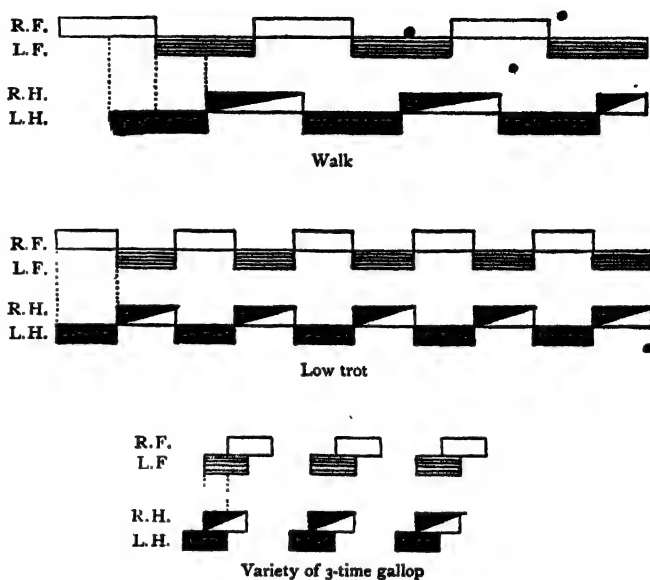 R.F.
L.F.
R.H.
L.H.
Walk
R.F.
L.F.
R.H.
L.H.
Low trot
R.F.
L.F
R.H.
L.H.
Variety of 3-time gallop